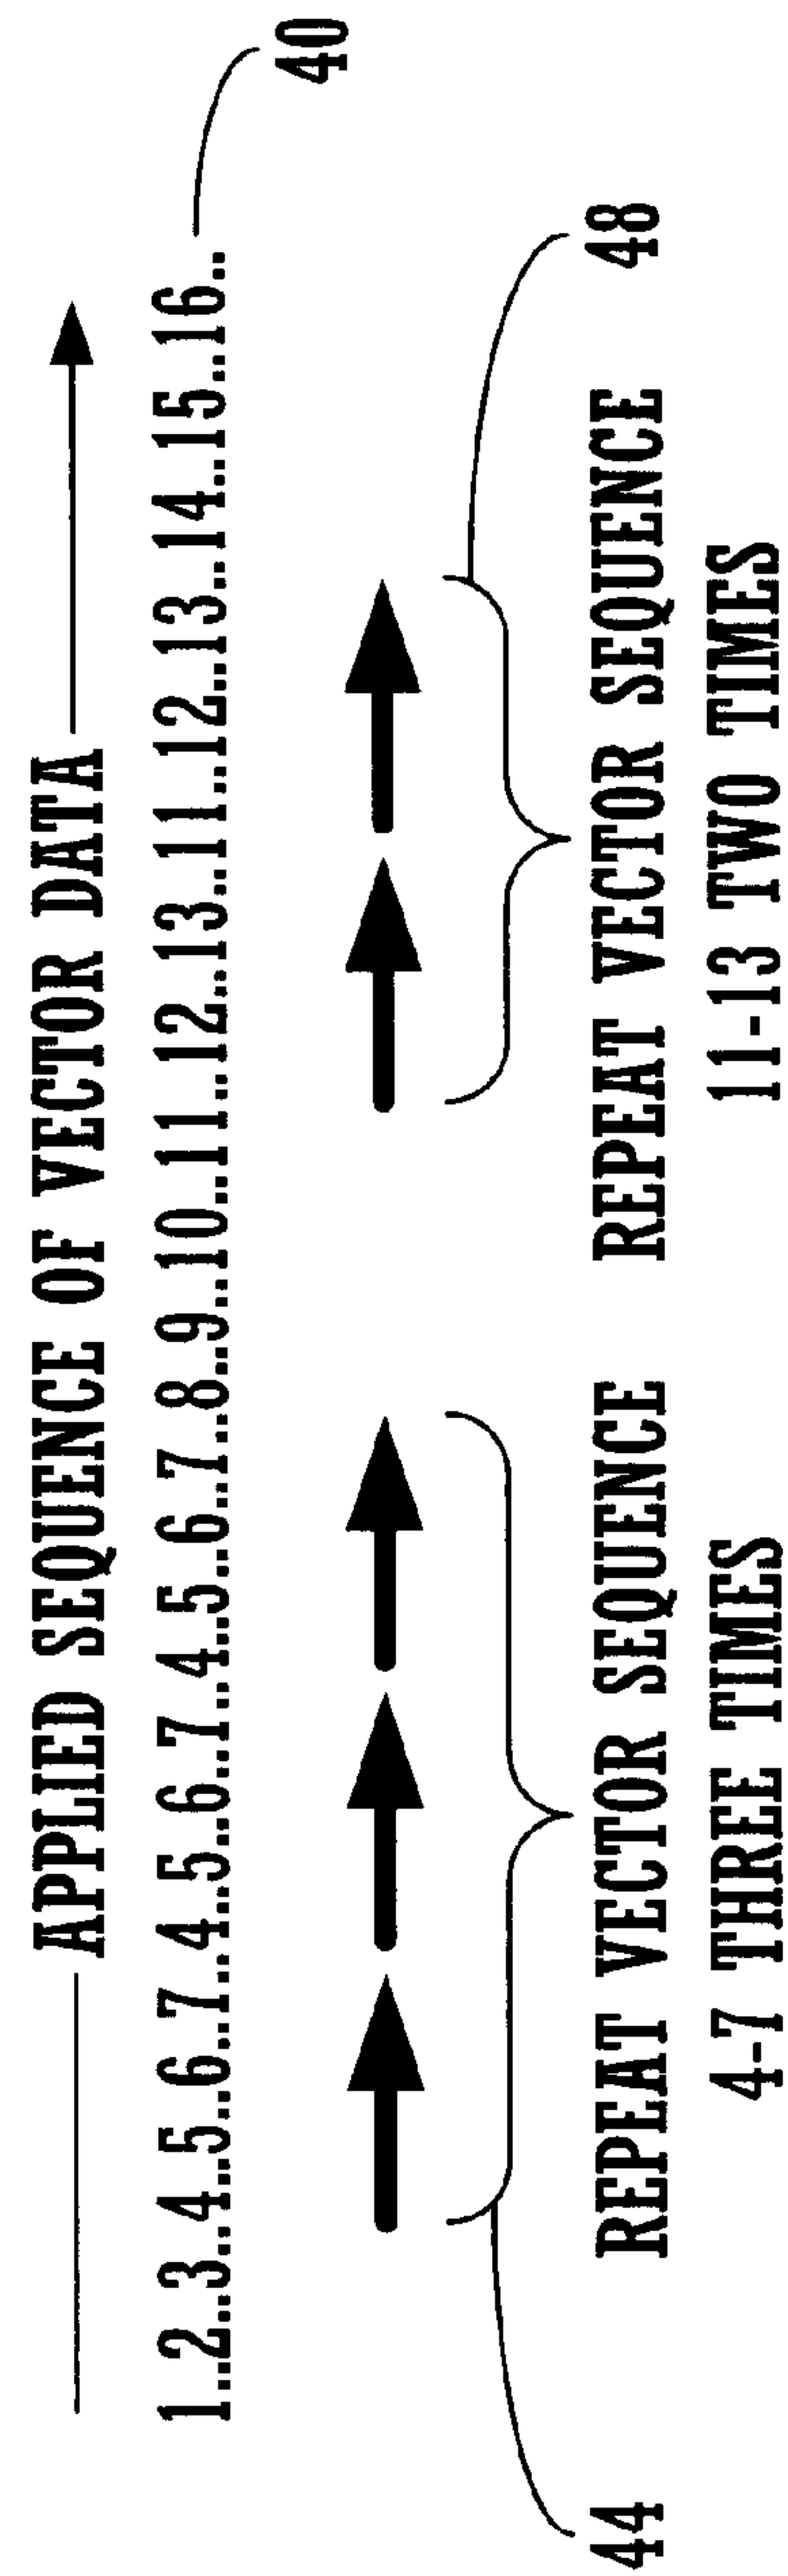 APPLIED SEQUENCE OF VECTOR DATA
1..2..3..4..5..6..7..4..5..6..7..4..5..6..7..8..9..10..11..12..13..11..12..13..14..15..16..
40
44
REPEAT VECTOR SEQUENCE
4-7 THREE TIMES
48
REPEAT VECTOR SEQUENCE
11-13 TWO TIMES